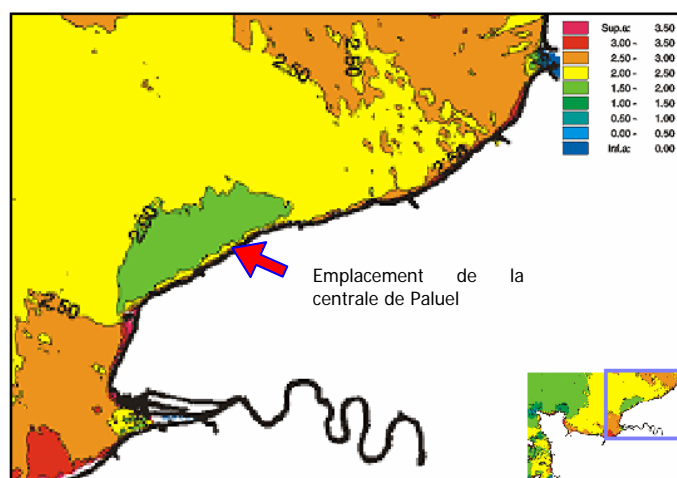 Sup.a: 3.50
3.00 - 3.50
2.50 - 3.00
2.00 - 2.50
1.50 - 2.00
1.00 - 1.50
0.50 - 1.00
0.00 - 0.50
Inf.a: 0.00
2.50
2.50
2.50
2.00
2.50
Emplacement de la
centrale de Paluel